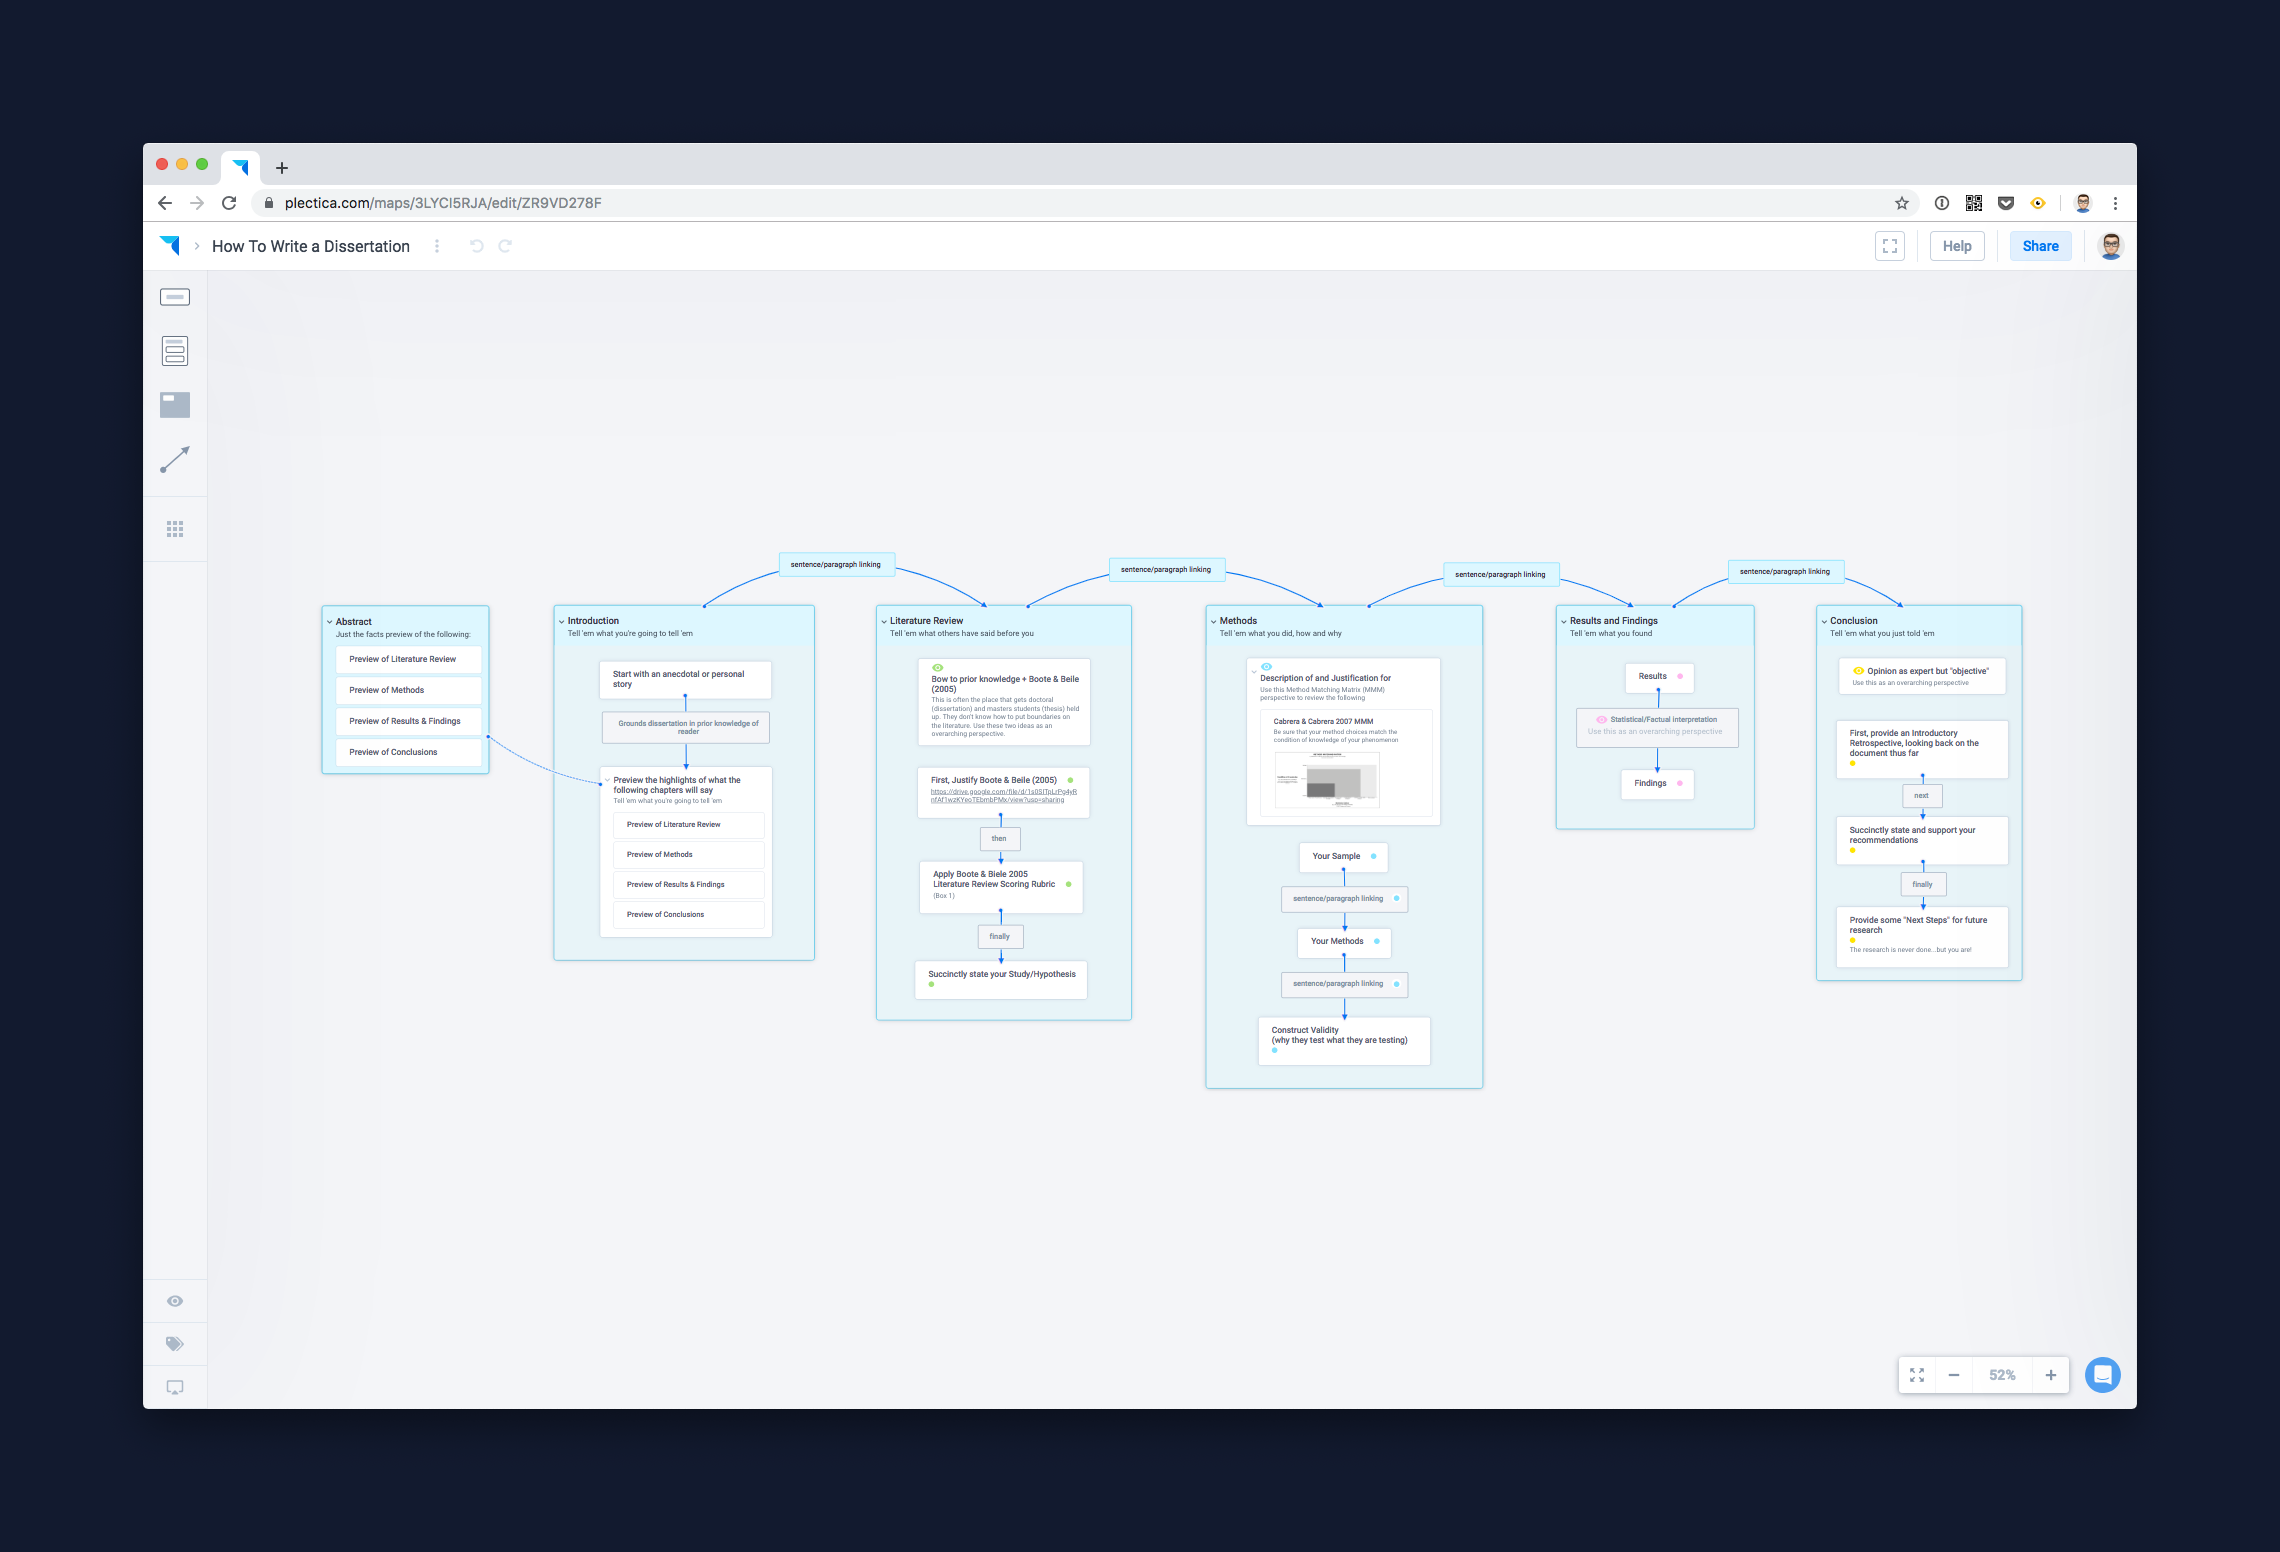 plectica.com/maps/3LYCI5RJA/edit/ZR9VD278F
How To Write a Dissertation
Help
Share
sentence/paragraph linking
sentence/paragraph linking
sentence/paragraph linking
sentence/paragraph linking
Abstract
Just the facts preview of the following:
Preview of Literature Review
Preview of Methods
Preview of Results & Findings
Preview of Conclusions
Introduction
Tell 'em what you're going to tell 'em
Start with an anecdotal or personal
story
Grounds dissertation in prior knowledge of
reader
Preview the highlights of what the
following chapters will say
Tell 'em what you're going to tell 'em
Preview of Literature Review
Preview of Methods
Preview of Results & Findings
Preview of Conclusions
Literature Review
Tell 'em what others have said before you
Bow to prior knowledge + Boote & Beile
(2005)
This is often the place that gets doctoral
(dissertation) and masters students (thesis) held
up. They don't know how to put boundaries on
the literature. Use these two ideas as an
overarching perspective.
First, Justify Boote & Beile (2005)
then
Apply Boote & Biele 2005
Literature Review Scoring Rubric
(Box 1)
finally
Succinctly state your Study/Hypothesis
Methods
Tell 'em what you did, how and why
Description of and Justification for
Use this Method Matching Matrix (MMM)
perspective to review the following
Cabrera & Cabrera 2007 MMM
Be sure that your method choices match the
condition of knowledge of your phenomenon
Your Sample
sentence/paragraph linking
Your Methods
sentence/paragraph linking
Construct Validity
(why they test what they are testing)
Results and Findings
Tell 'em what you found
Results
Statistical/Factual interpretation
Use this as an overarching perspective
Findings
Conclusion
Tell 'em what you just told 'em
Opinion as expert but "objective"
Use this as an overarching perspective
First, provide an Introductory
Retrospective, looking back on the
document thus far
next
Succinctly state and support your
recommendations
finally
Provide some "Next Steps" for future
research
The research is never done...but you are!
52%